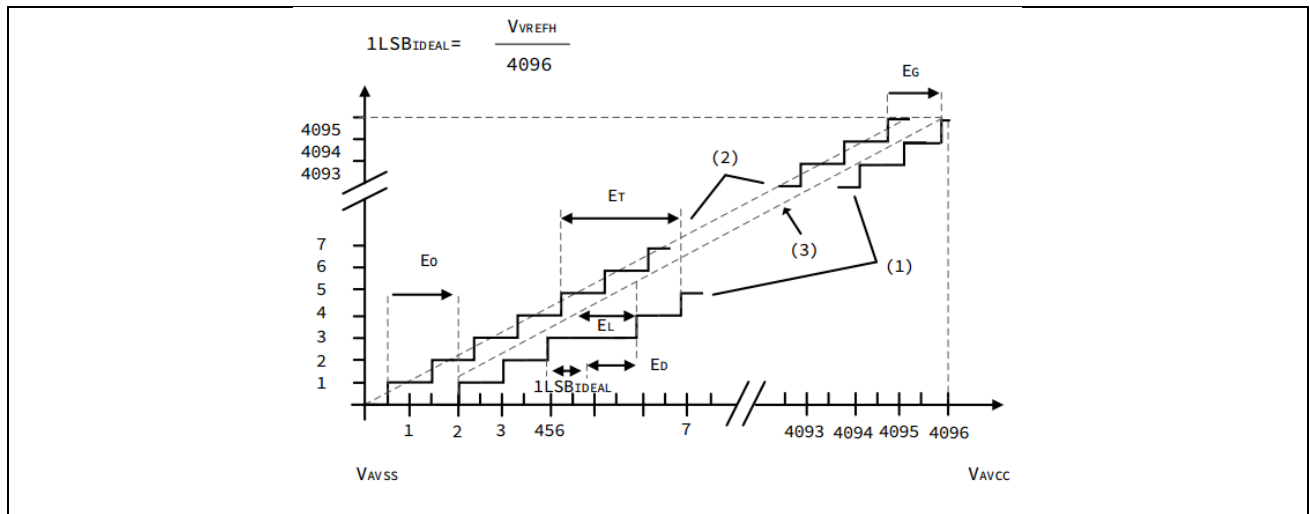 1LSBIDEAL= VVREFH
4096
EG
4095
4094
4093
(2)
ET
(3)
(1)
7
6
5
4
3
2
1
EO
EL
ED
1LSBIDEAL
1 2 3 456 7 4093 4094 4095 4096
VAVSS VAVCC